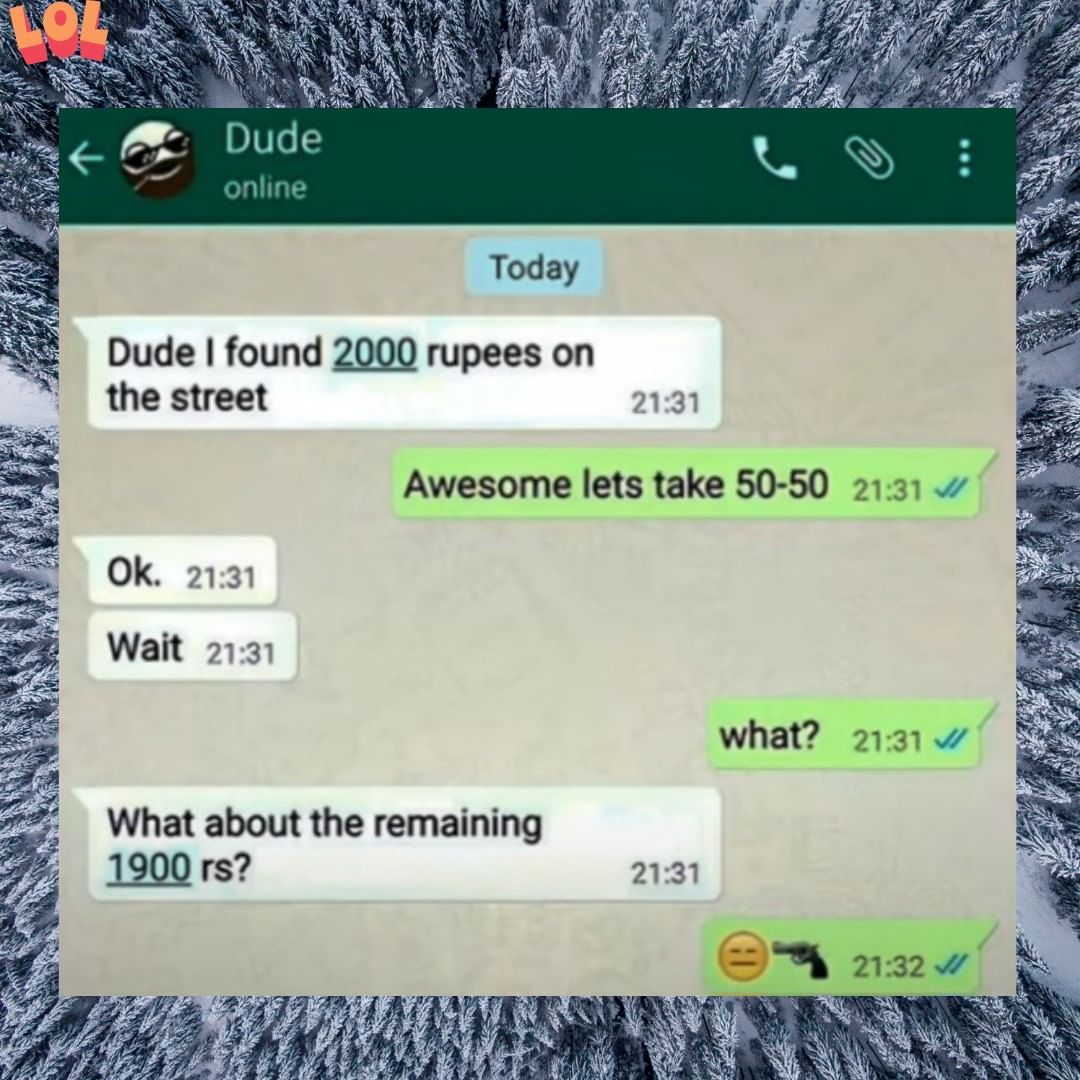 LOL
Dude
online
Today
Dude I found 2000 rupees on
the street
21:31
Awesome lets take 50-50 21:31
Ok. 21:31
Wait 21:31
what? 21:31
What about the remaining
1900 rs?
21:31
😑🔫 21:32